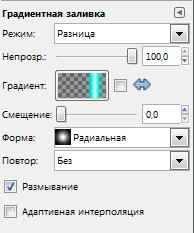 Градиентная заливка
Режим: Разница
Непрозр.: 100,0
Градиент:
Смещение: 0,0
Форма: Радиальная
Повтор: Без
Размывание
Адаптивная интерполяция